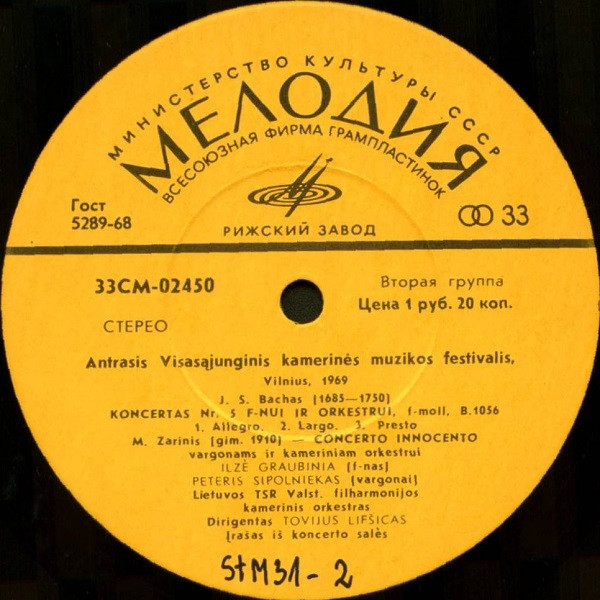 МИНИСТЕРСТВО КУЛЬТУРЫ СССР
МЕЛОДИЯ
ВСЕСОЮЗНАЯ ФИРМА ГРАМПЛАСТИНОК
Гост
5289-68
33
РИЖСКИЙ ЗАВОД
33СМ-02450
Вторая группа
Цена 1 руб. 20 коп.
СТЕРЕО
Antrasis Visasąjunginis kamerinės muzikos festivalis,
Vilnius, 1969
J. S. Bachas (1685—1750)
KONCERTAS Nr. 5 F-NUI IR ORKESTRUI, f-moll, B.1056
1. Allegro. 2. Largo. 3. Presto
M. Zarinis (gim. 1910) — CONCERTO INNOCENTO
vargonams ir kameriniam orkestrui
ILZĖ GRAUBINIA (f-nas)
PETERIS SIPOLNIEKAS (vargonai)
Lietuvos TSR Valst. filharmonijos
kamerinis orkestras
Dirigentas TOVIJUS LIFŠICAS
Įrašas iš koncerto salės
StM31-2